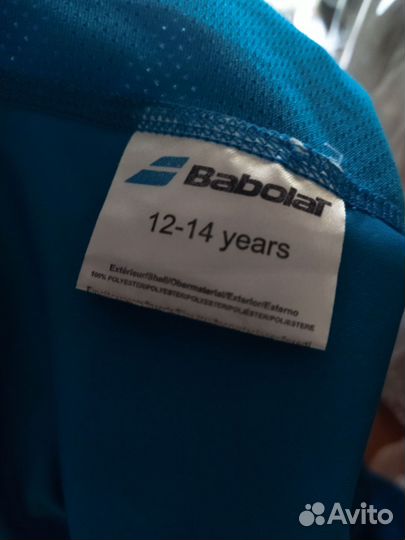 Babolat
12-14 years
Extérieur/Shell/Obermaterial/Exterior/Esterno
100% POLYESTER/POLYESTER/POLYESTER/POLIÉSTER/POLIESTERE
Avito